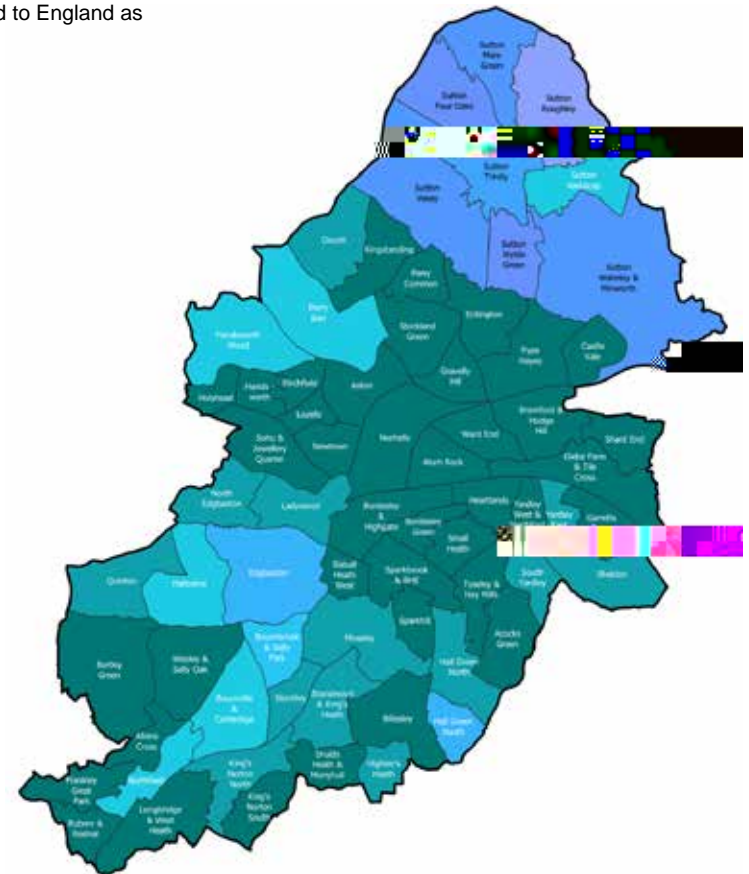 d to England as
Sutton
Mere
Green
Sutton
Four Oaks
Sutton
Roughley
Sutton
Trinity
Sutton
Vesey
Sutton
Wylde
Green
Sutton
Walmley &
Minworth
Oscott
Kingstanding
Perry
Common
Perry
Barr
Stockland
Green
Erdington
Pype
Hayes
Castle
Vale
Handsworth
Wood
Gravelly
Hill
Holyhead
Hands
worth
Birchfield
Aston
Lozells
Soho &
Jewellery
Quarter
Newtown
Nechells
Ward End
Bromford &
Hodge
Hill
Shard End
Alum Rock
Glebe Farm
& Tile
Cross
North
Edgbaston
Ladywood
Bordesley
&
Highgate
Bordesley
Green
Heartlands
Yardley
West &
Yardley
Garretts
Small
Heath
Quinton
Harborne
Edgbaston
Balsall
Heath
West
Sparkbrook
Tyseley &
Hay Mills
South
Yardley
Sheldon
Bartley
Green
Weoley &
Selly Oak
Bournbrook
& Selly
Park
Moseley
Sparkhill
Acocks
Green
Hall Green
North
Bournville
& Cotteridge
Stirchley
Brandwood
& King's
Heath
Billesley
Hall Green
South
Allens
Cross
Frankley
Great
Park
Northfield
King's
Norton
North
Druids
Heath &
Monyhull
Highter's
Heath
Rubery &
Rednal
Longbridge
& West
Heath
King's
Norton
South